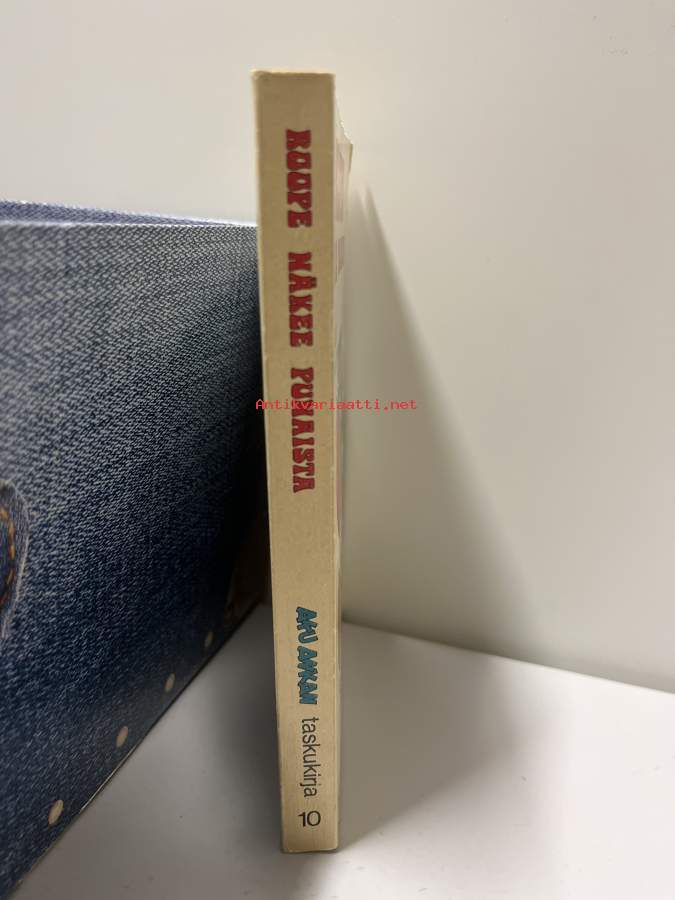 ROOPE NÄKEE PUNAISTA
AKU ANKAN taskukirja 10
Antikvariaatti.net